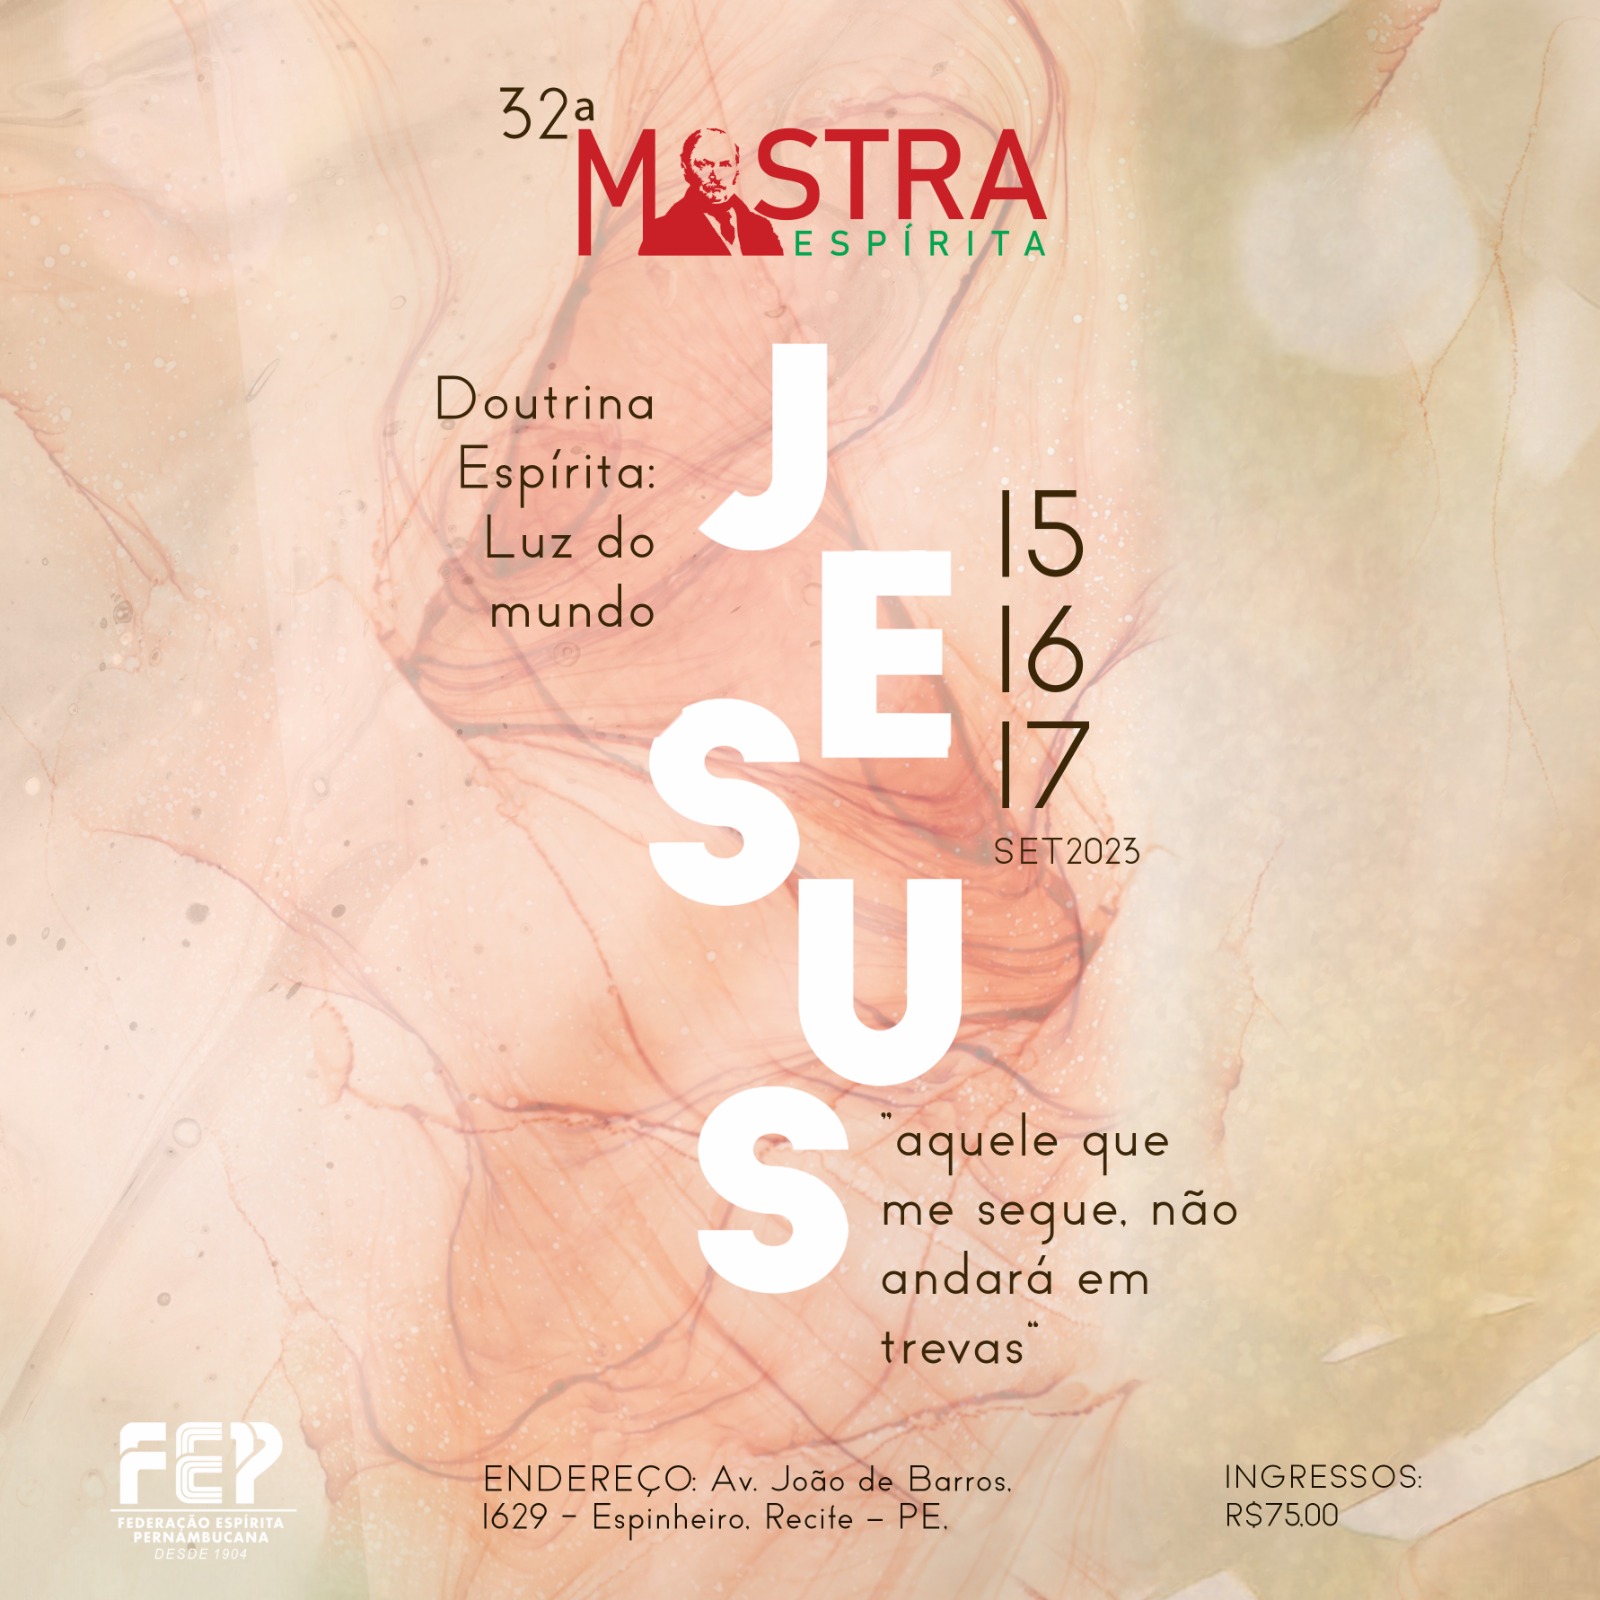 32ª
MOSTRA
ESPÍRITA
Doutrina
Espírita:
Luz do
mundo
JESUS
15
16
17
SET2023
"aquele que
me segue, não
andará em
trevas"
FEP
FEDERAÇÃO ESPÍRITA
PERNAMBUCANA
DESDE 1904
ENDEREÇO: Av. João de Barros,
1629 - Espinheiro, Recife – PE,
INGRESSOS:
R$75,00